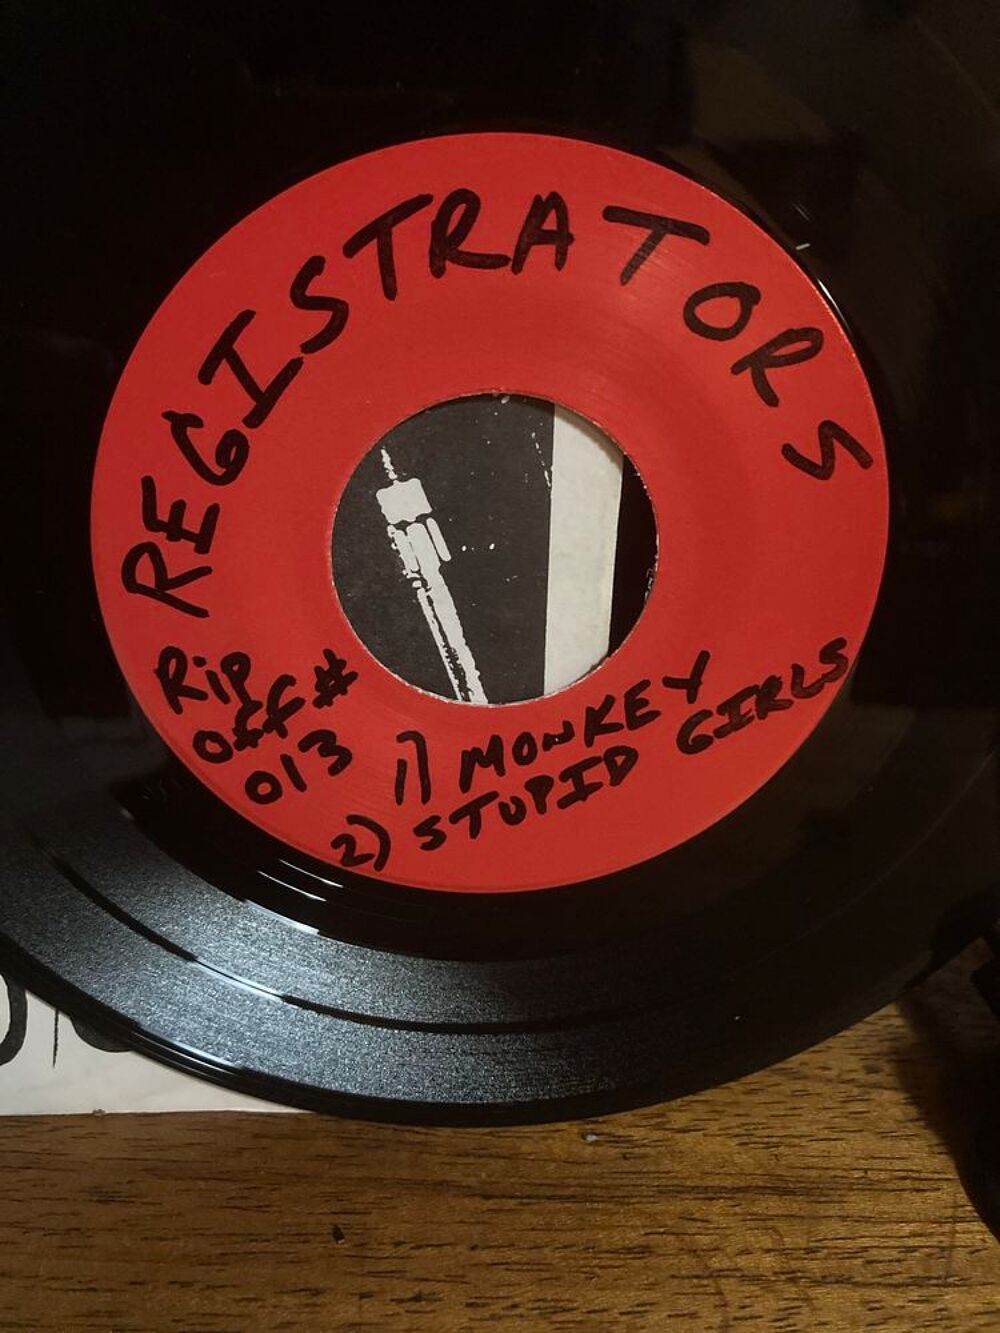 REGISTRATORS
Rip
Off #
013
1) MONKEY
2) STUPID GIRLS